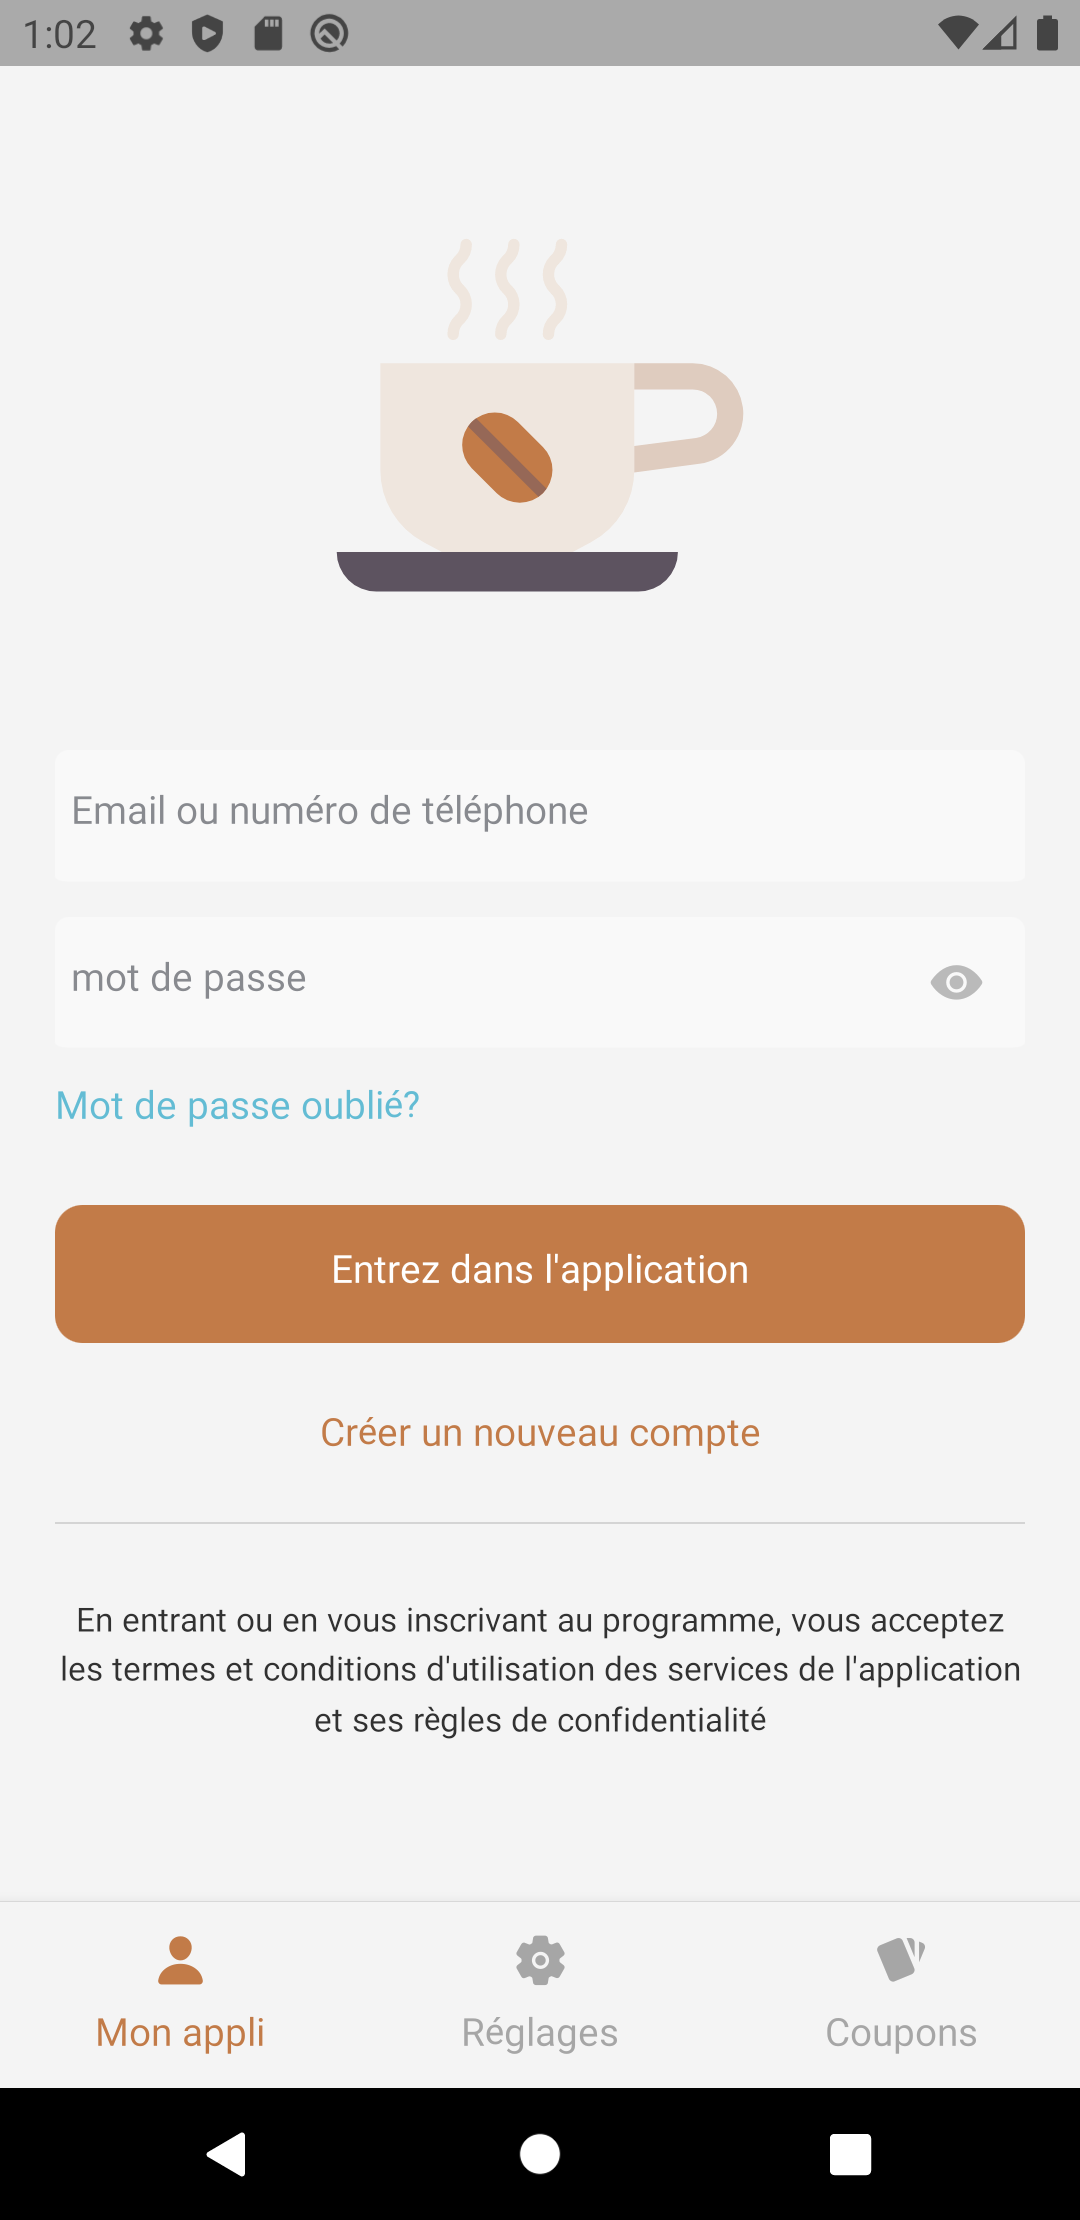 1:02
Email ou numéro de téléphone
mot de passe
Mot de passe oublié?
Entrez dans l'application
Créer un nouveau compte
En entrant ou en vous inscrivant au programme, vous acceptez
les termes et conditions d'utilisation des services de l'application
et ses règles de confidentialité
Mon appli
Réglages
Coupons